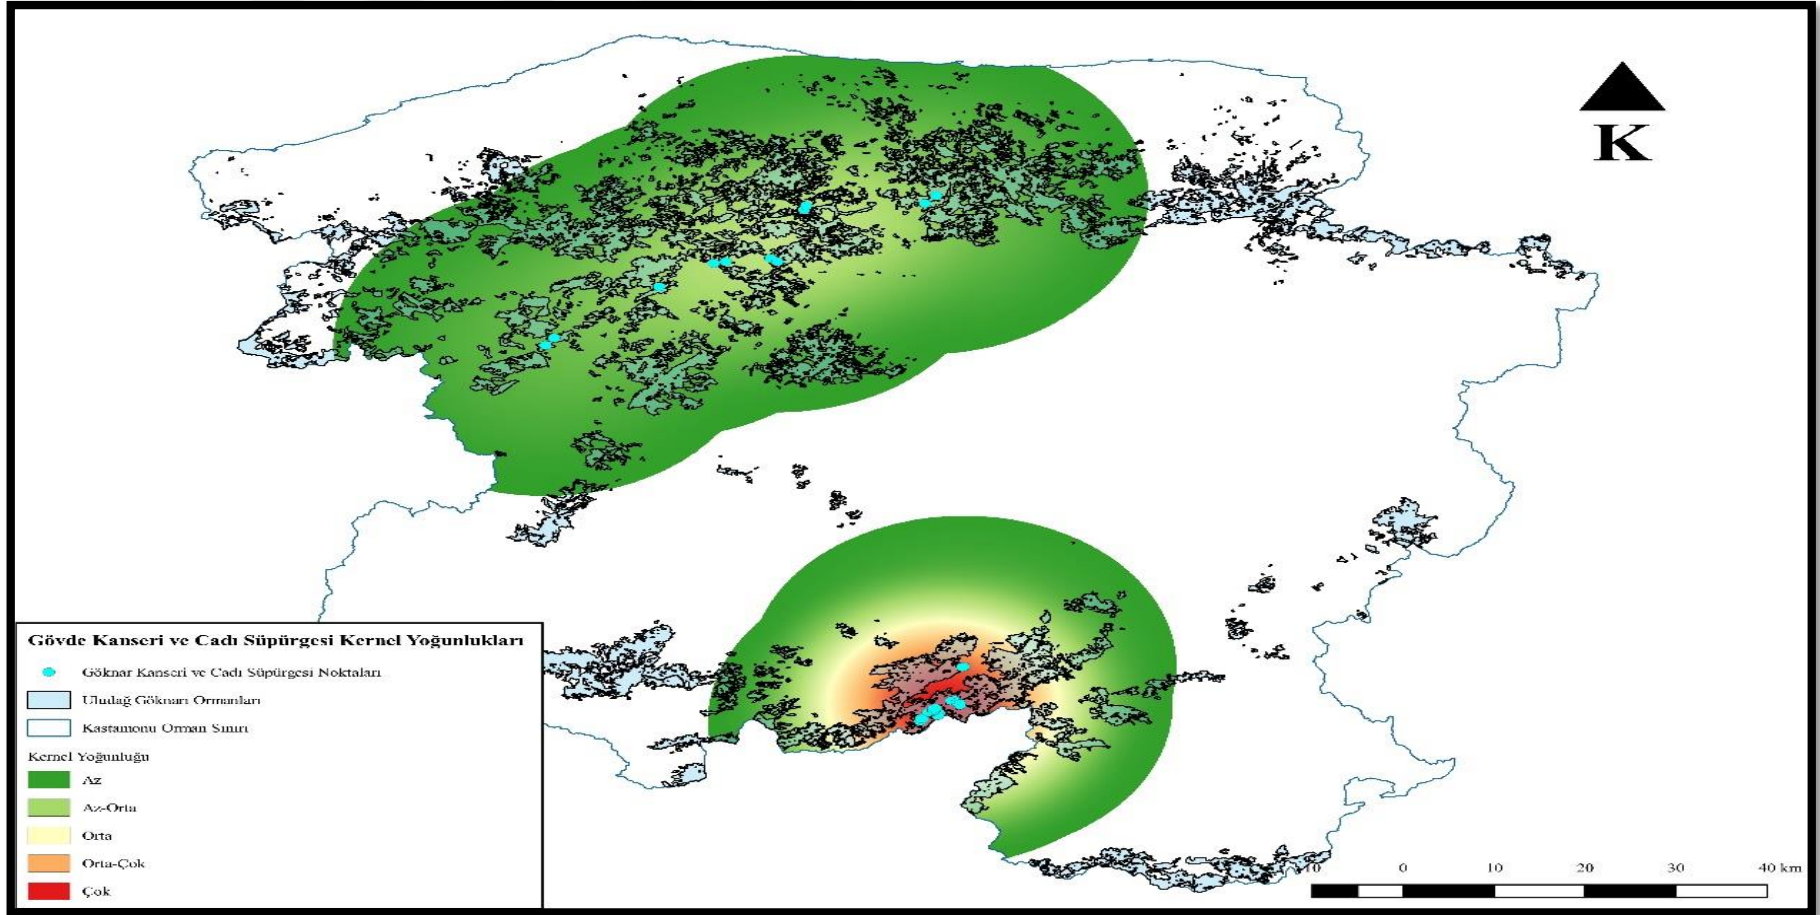 K
Gövde Kanseri ve Cadı Süpürgesi Kernel Yoğunlukları
Göknar Kanseri ve Cadı Süpürgesi Noktaları
Uludağ Göknarı Ormanları
Kastamonu Orman Sınırı
Kernel Yoğunluğu
Az
Az-Orta
Orta
Orta-Çok
Çok
10 0 10 20 30 40 km